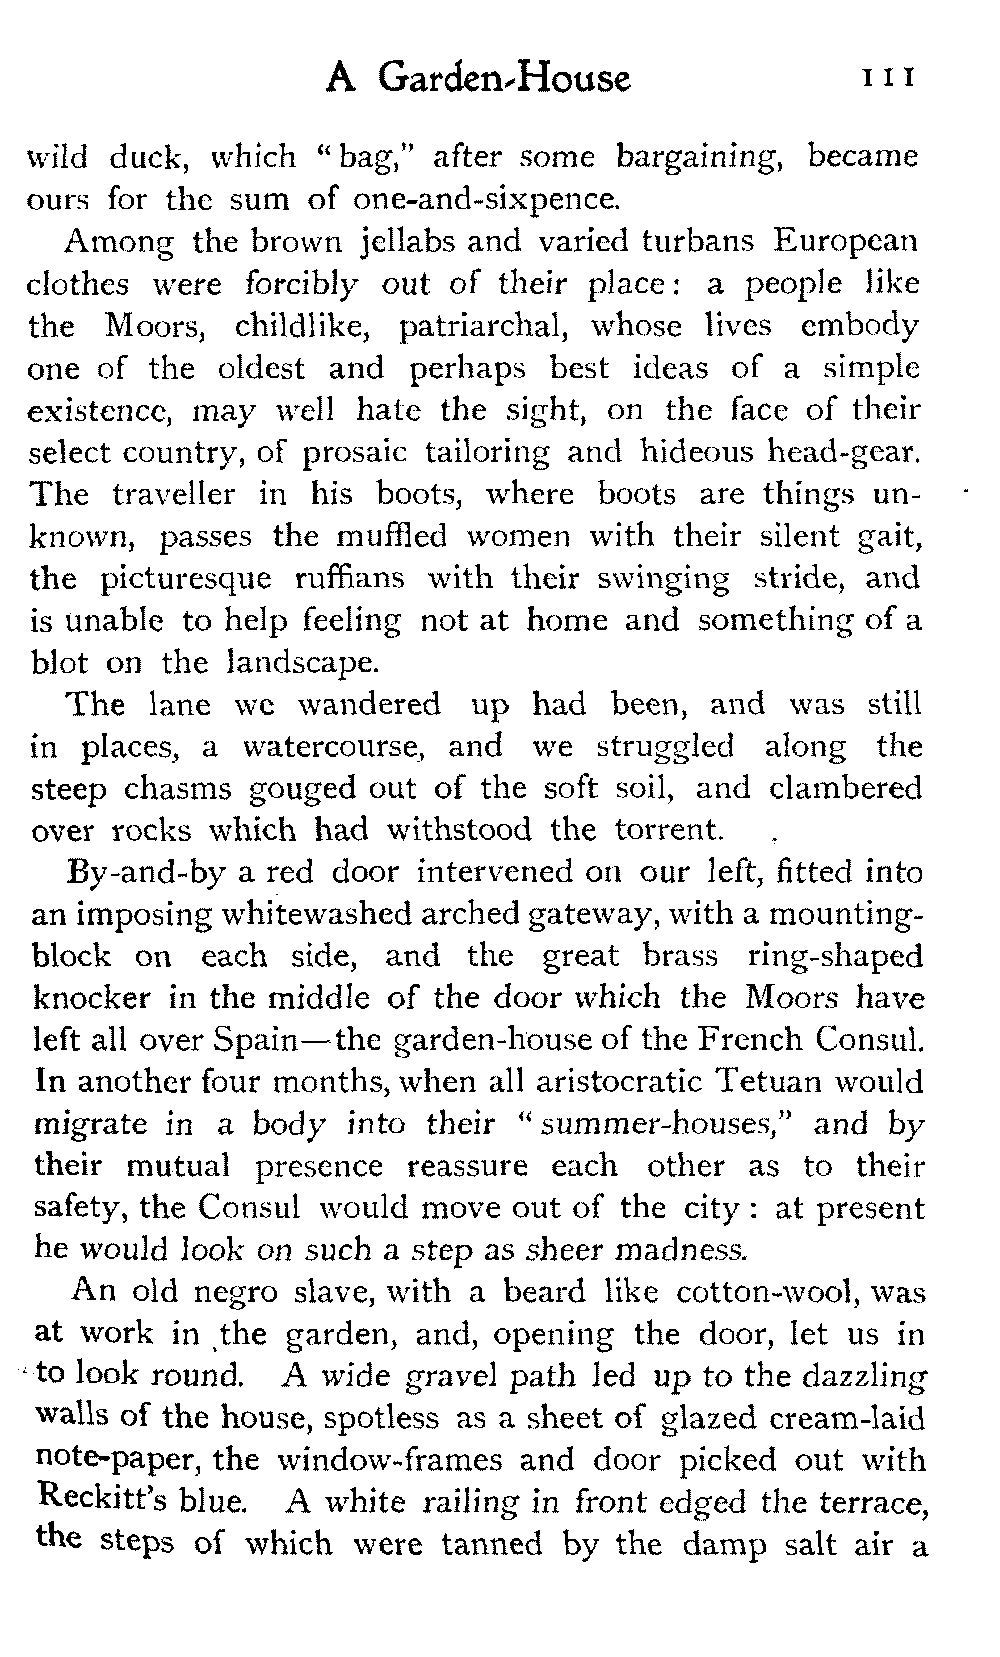 A Garden-House 111
wild duck, which "bag," after some bargaining, became
ours for the sum of one-and-sixpence.
Among the brown jellabs and varied turbans European
clothes were forcibly out of their place: a people like
the Moors, childlike, patriarchal, whose lives embody
one of the oldest and perhaps best ideas of a simple
existence, may well hate the sight, on the face of their
select country, of prosaic tailoring and hideous head-gear.
The traveller in his boots, where boots are things un-
known, passes the muffled women with their silent gait,
the picturesque ruffians with their swinging stride, and
is unable to help feeling not at home and something of a
blot on the landscape.
The lane we wandered up had been, and was still
in places, a watercourse, and we struggled along the
steep chasms gouged out of the soft soil, and clambered
over rocks which had withstood the torrent.
By-and-by a red door intervened on our left, fitted into
an imposing whitewashed arched gateway, with a mounting-
block on each side, and the great brass ring-shaped
knocker in the middle of the door which the Moors have
left all over Spain—the garden-house of the French Consul.
In another four months, when all aristocratic Tetuan would
migrate in a body into their "summer-houses," and by
their mutual presence reassure each other as to their
safety, the Consul would move out of the city: at present
he would look on such a step as sheer madness.
An old negro slave, with a beard like cotton-wool, was
at work in the garden, and, opening the door, let us in
to look round. A wide gravel path led up to the dazzling
walls of the house, spotless as a sheet of glazed cream-laid
note-paper, the window-frames and door picked out with
Reckitt's blue. A white railing in front edged the terrace,
the steps of which were tanned by the damp salt air a